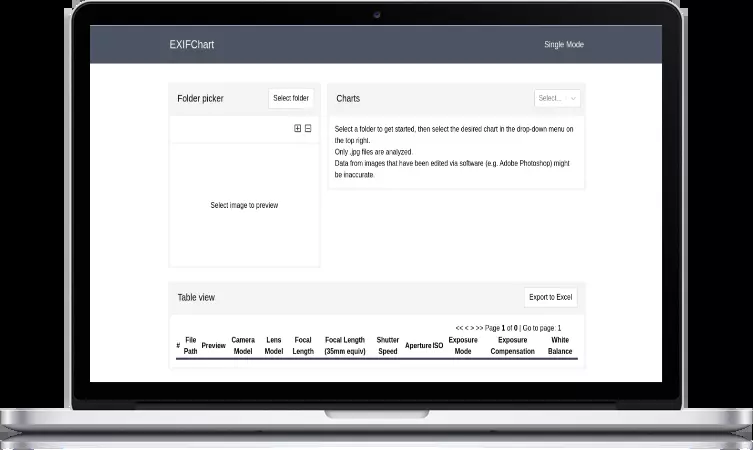 EXIFChart
Single Mode
Folder picker
Select folder
Select image to preview
Charts
Select...
Select a folder to get started, then select the desired chart in the drop-down menu on
the top right.
Only .jpg files are analyzed.
Data from images that have been edited via software (e.g. Adobe Photoshop) might
be inaccurate.
Table view
Export to Excel
<< < > >> Page 1 of 0 | Go to page: 1
# File Path Preview Camera Model Lens Model Focal Length Focal Length (35mm equiv) Shutter Speed Aperture ISO Exposure Mode Exposure Compensation White Balance